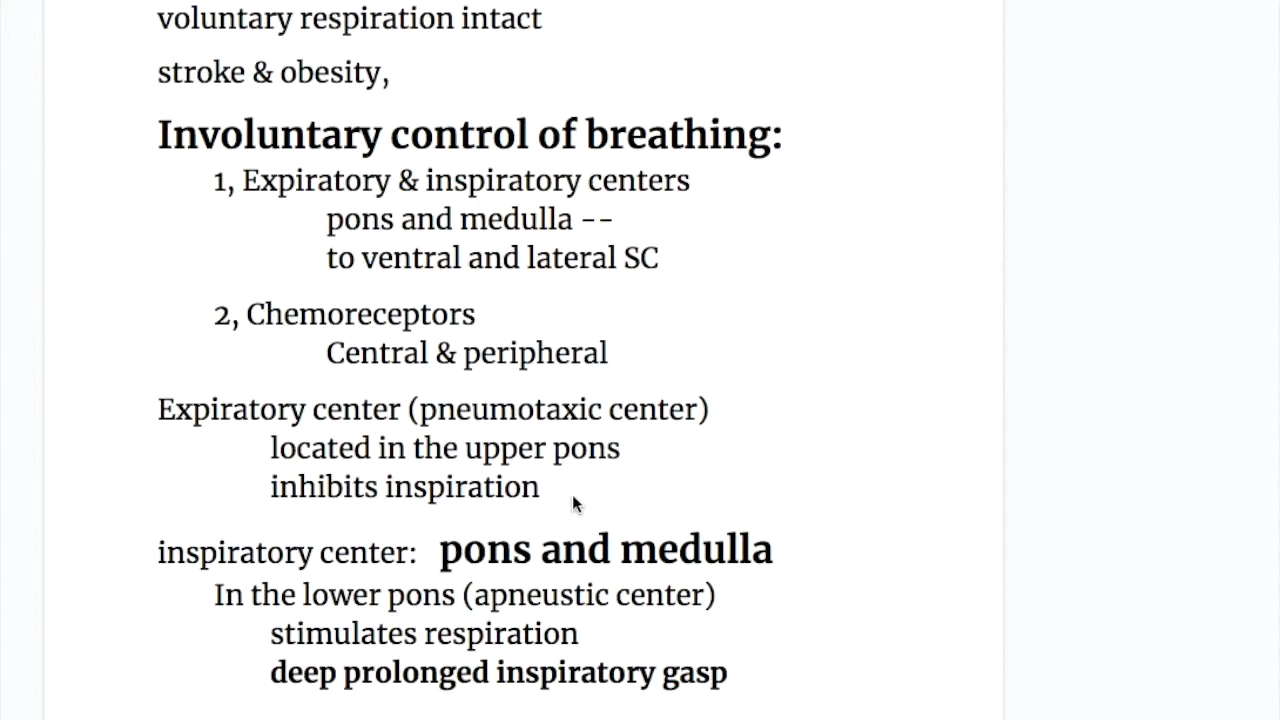 voluntary respiration intact
stroke & obesity,
Involuntary control of breathing:
1, Expiratory & inspiratory centers
pons and medulla --
to ventral and lateral SC
2, Chemoreceptors
Central & peripheral
Expiratory center (pneumotaxic center)
located in the upper pons
inhibits inspiration
inspiratory center: pons and medulla
In the lower pons (apneustic center)
stimulates respiration
deep prolonged inspiratory gasp